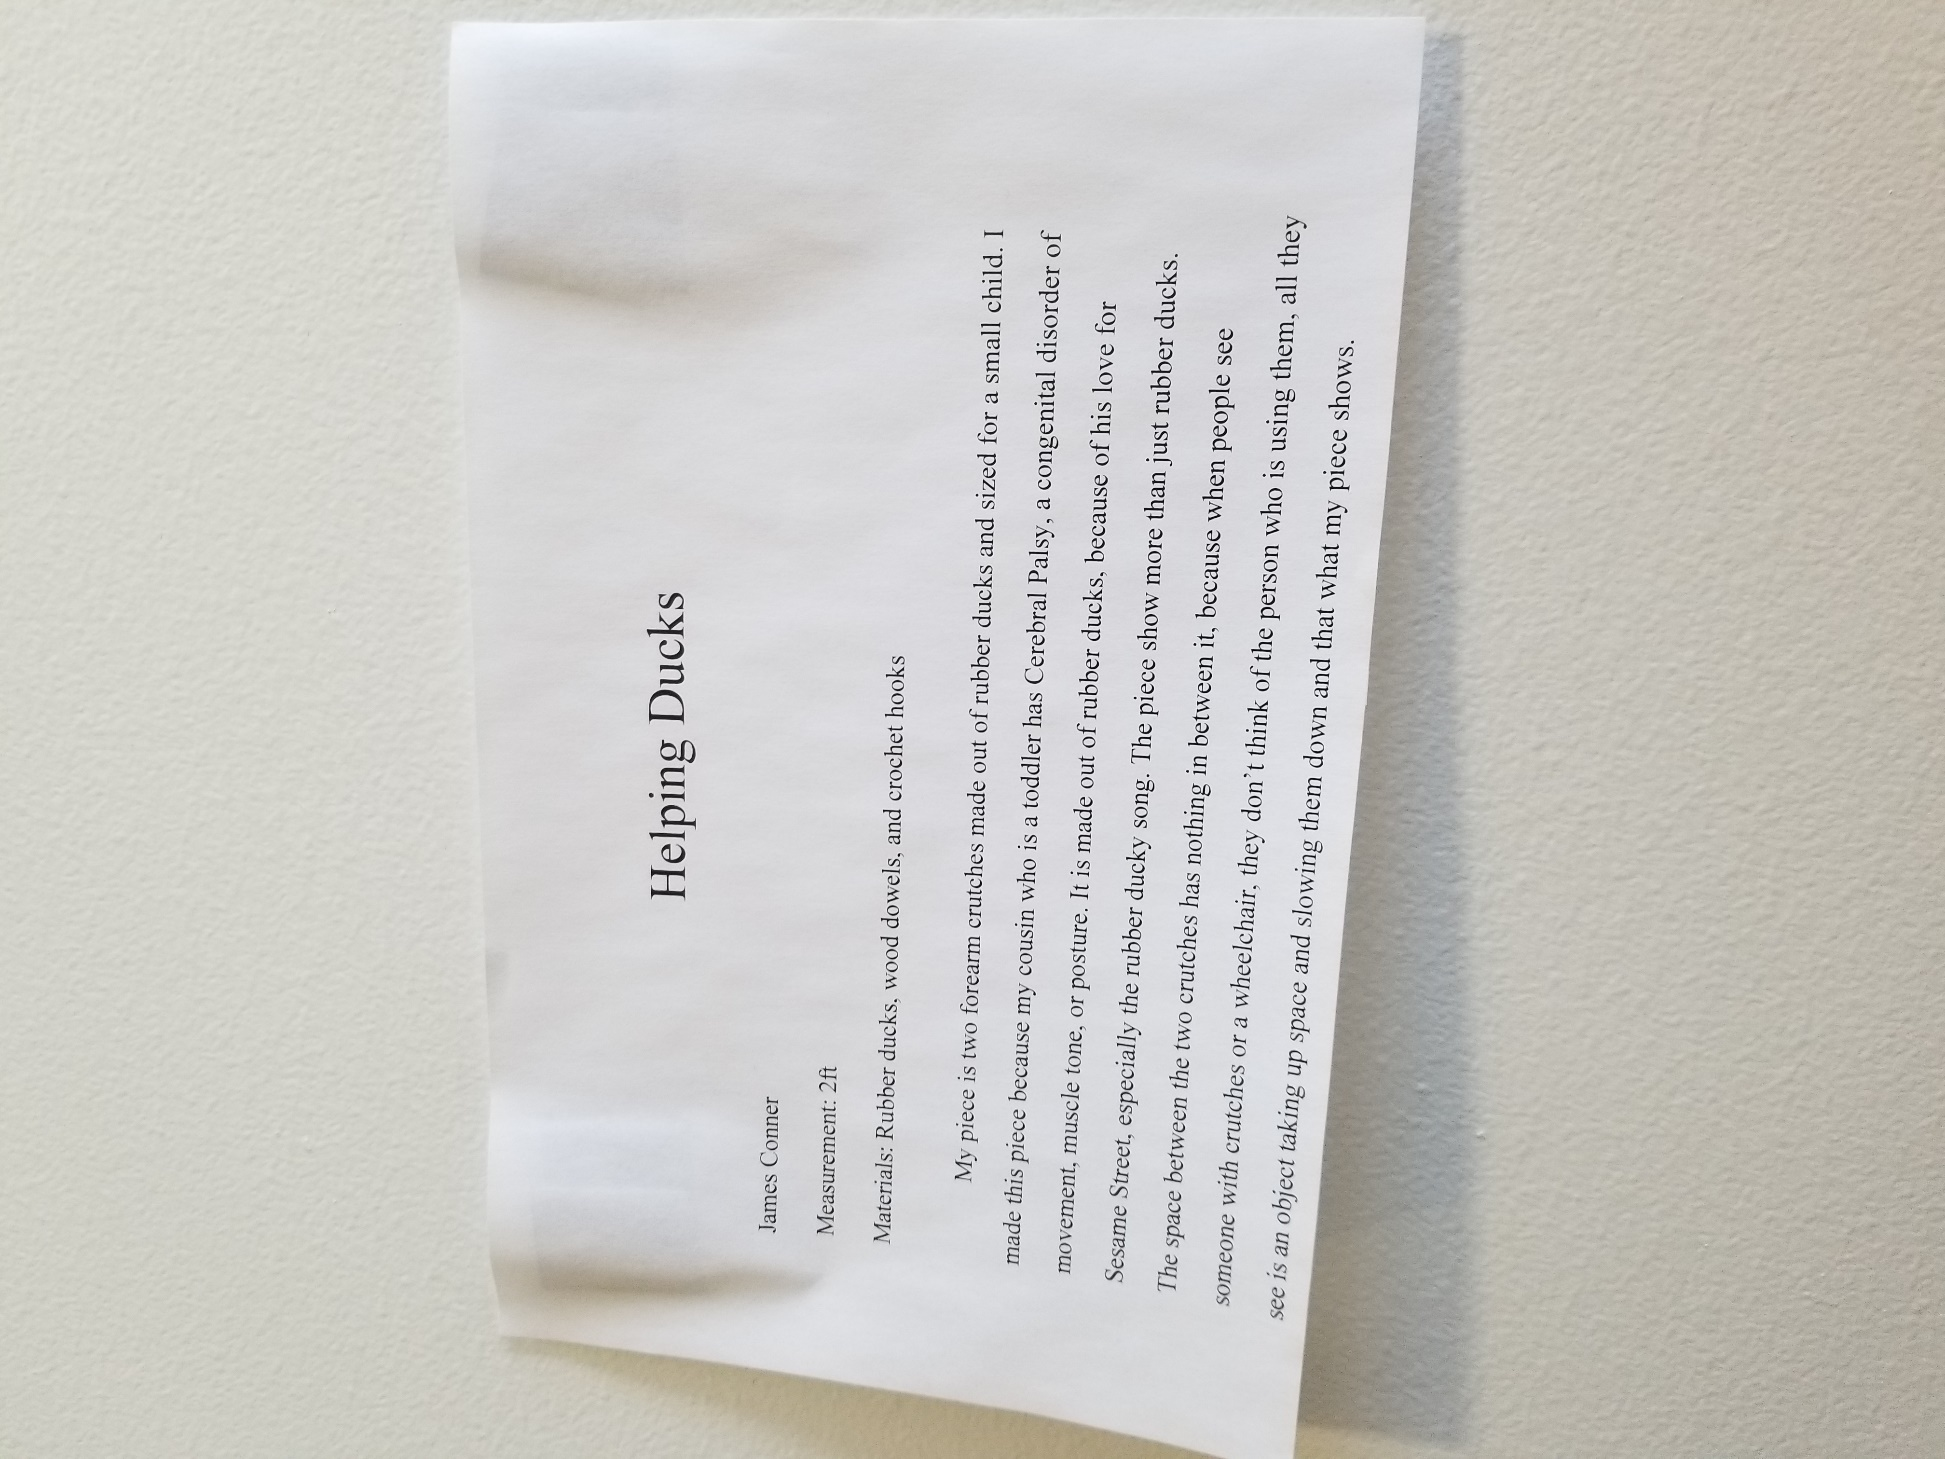 Helping Ducks
James Conner
Measurement: 2ft
Materials: Rubber ducks, wood dowels, and crochet hooks
My piece is two forearm crutches made out of rubber ducks and sized for a small child. I
made this piece because my cousin who is a toddler has Cerebral Palsy, a congenital disorder of
movement, muscle tone, or posture. It is made out of rubber ducks, because of his love for
Sesame Street, especially the rubber ducky song. The piece show more than just rubber ducks.
The space between the two crutches has nothing in between it, because when people see
someone with crutches or a wheelchair, they don’t think of the person who is using them, all they
see is an object taking up space and slowing them down and that what my piece shows.